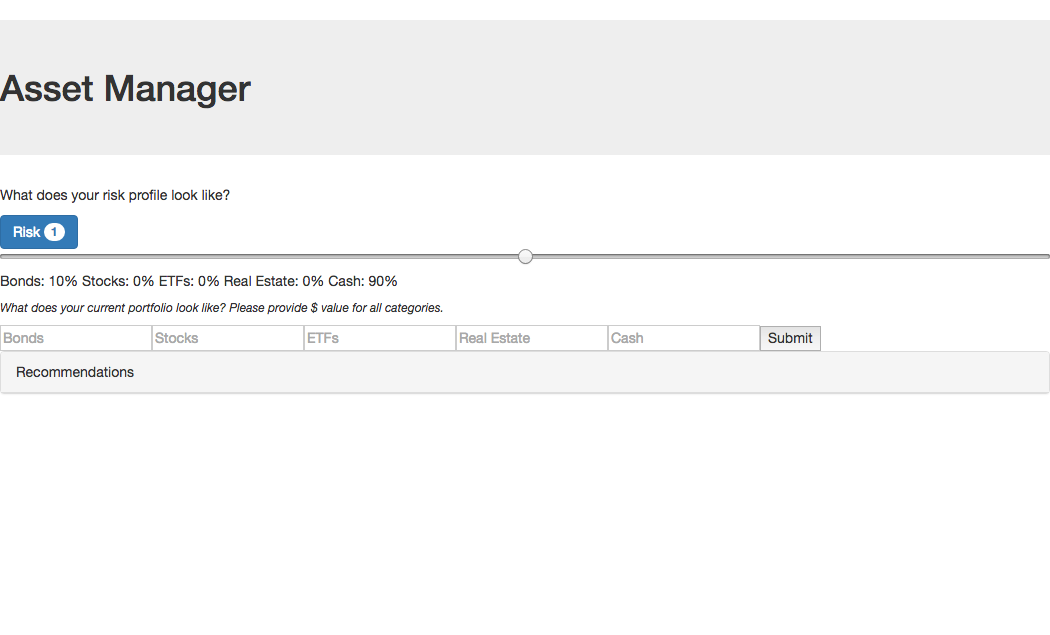 Asset Manager
What does your risk profile look like?
Risk 1
Bonds: 10% Stocks: 0% ETFs: 0% Real Estate: 0% Cash: 90%
What does your current portfolio look like? Please provide $ value for all categories.
Bonds Stocks ETFs Real Estate Cash Submit
Recommendations